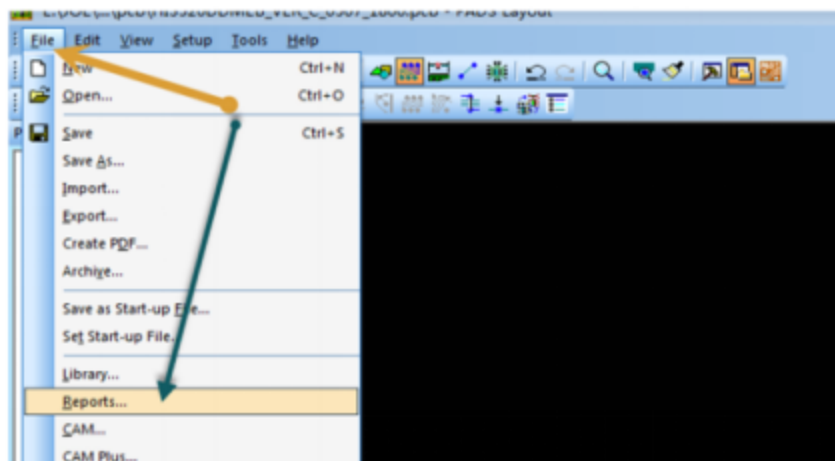 File Edit View Setup Tools Help
New Ctrl+N
Open... Ctrl+O
Save Ctrl+S
Save As...
Import...
Export...
Create PDF...
Archive...
Save as Start-up File...
Set Start-up File...
Library...
Reports...
CAM...
CAM Plus...